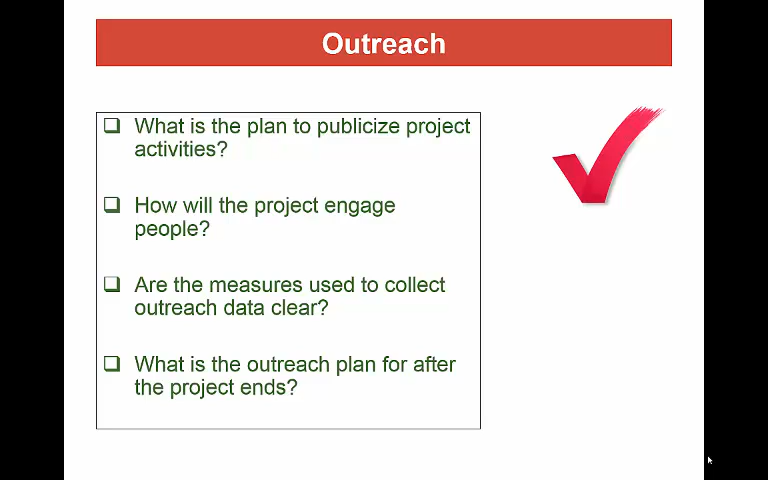 Outreach
What is the plan to publicize project
activities?
How will the project engage
people?
Are the measures used to collect
outreach data clear?
What is the outreach plan for after
the project ends?